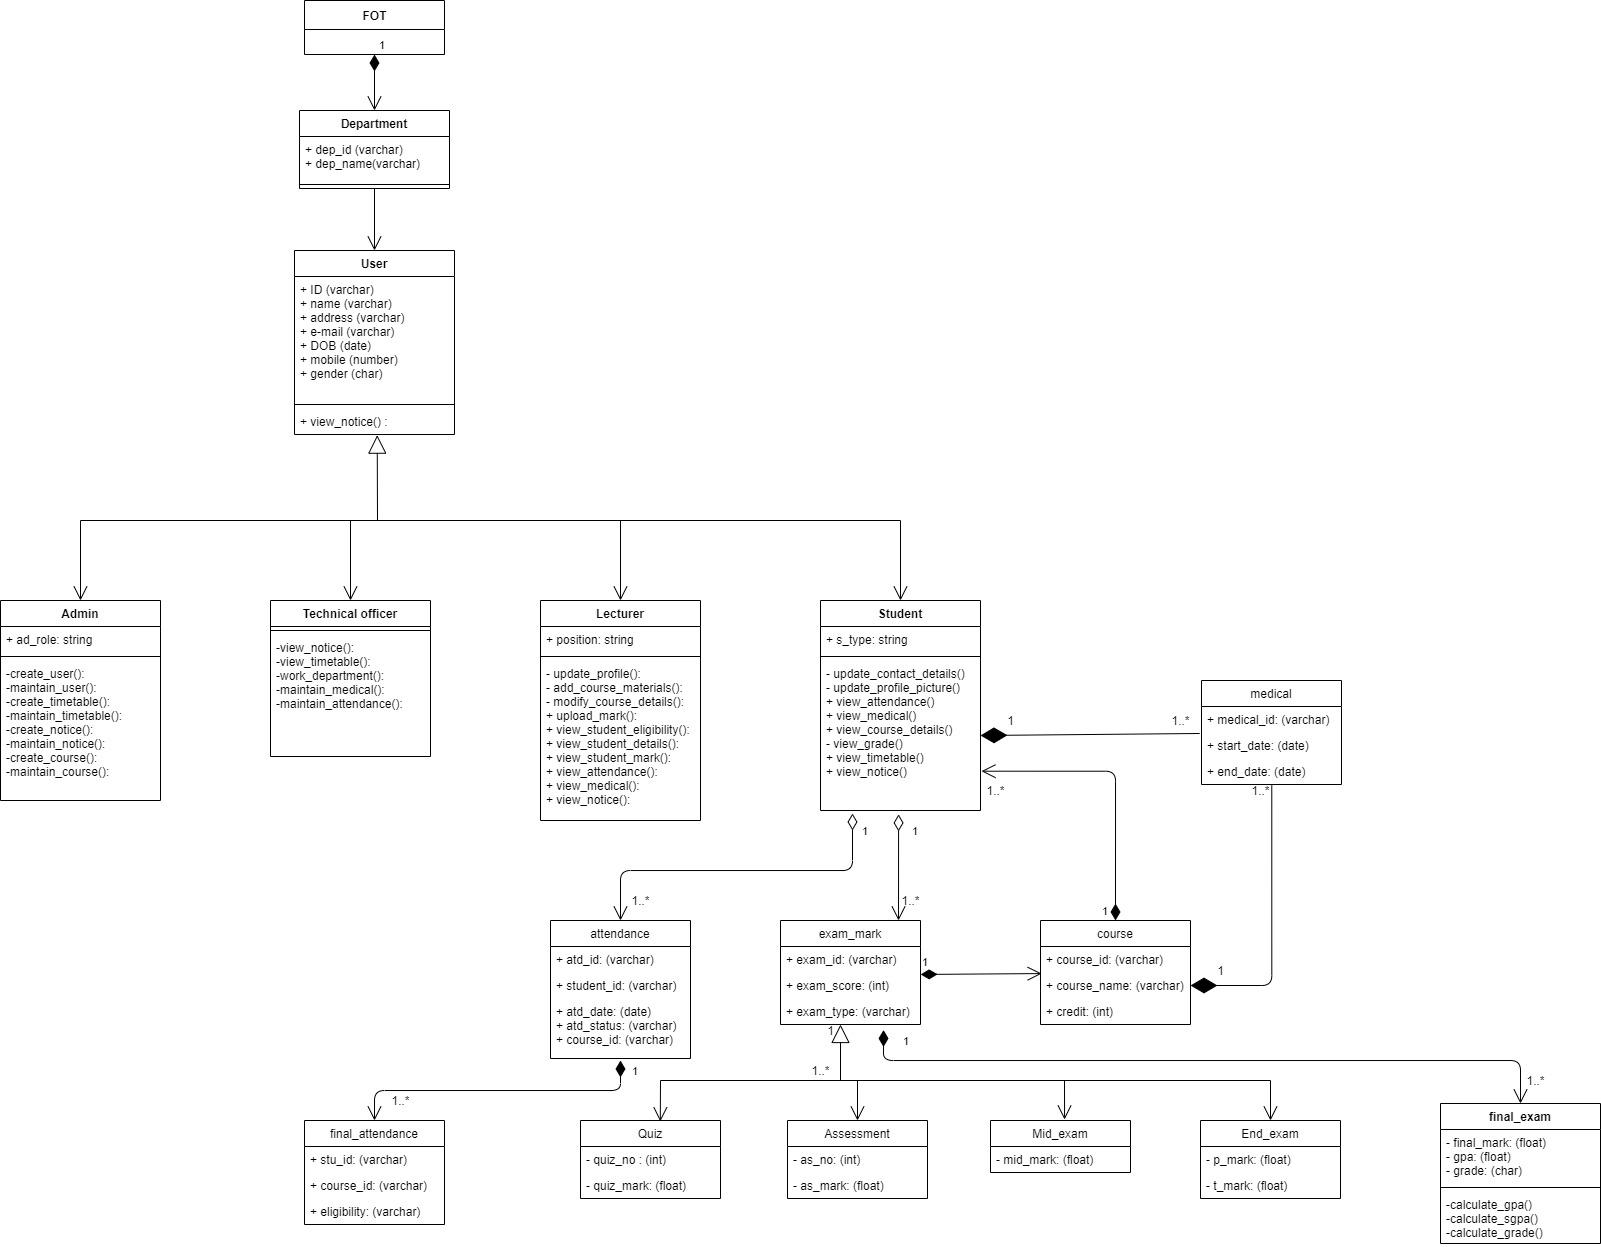 FOT
1
Department
+ dep_id (varchar)
+ dep_name(varchar)
User
+ ID (varchar)
+ name (varchar)
+ address (varchar)
+ e-mail (varchar)
+ DOB (date)
+ mobile (number)
+ gender (char)
+ view_notice() :
Admin
+ ad_role: string
-create_user():
-maintain_user():
-create_timetable():
-maintain_timetable():
-create_notice():
-maintain_notice():
-create_course():
-maintain_course():
Technical officer
-view_notice():
-view_timetable():
-work_department():
-maintain_medical():
-maintain_attendance():
Lecturer
+ position: string
- update_profile():
- add_course_materials():
- modify_course_details():
+ upload_mark():
+ view_student_eligibility():
+ view_student_details():
+ view_student_mark():
+ view_attendance():
+ view_medical():
+ view_notice():
Student
+ s_type: string
- update_contact_details()
- update_profile_picture()
+ view_attendance()
+ view_medical()
+ view_course_details()
- view_grade()
+ view_timetable()
+ view_notice()
1
1..*
medical
+ medical_id: (varchar)
+ start_date: (date)
+ end_date: (date)
1..*
1..*
1
1
1..*
1..*
1
attendance
+ atd_id: (varchar)
+ student_id: (varchar)
+ atd_date: (date)
+ atd_status: (varchar)
+ course_id: (varchar)
exam_mark
+ exam_id: (varchar)
+ exam_score: (int)
+ exam_type: (varchar)
1
course
+ course_id: (varchar)
+ course_name: (varchar)
+ credit: (int)
1
1
1
1
1..*
1..*
1..*
final_attendance
+ stu_id: (varchar)
+ course_id: (varchar)
+ eligibility: (varchar)
Quiz
- quiz_no : (int)
- quiz_mark: (float)
Assessment
- as_no: (int)
- as_mark: (float)
Mid_exam
- mid_mark: (float)
End_exam
- p_mark: (float)
- t_mark: (float)
final_exam
- final_mark: (float)
- gpa: (float)
- grade: (char)
-calculate_gpa()
-calculate_sgpa()
-calculate_grade()